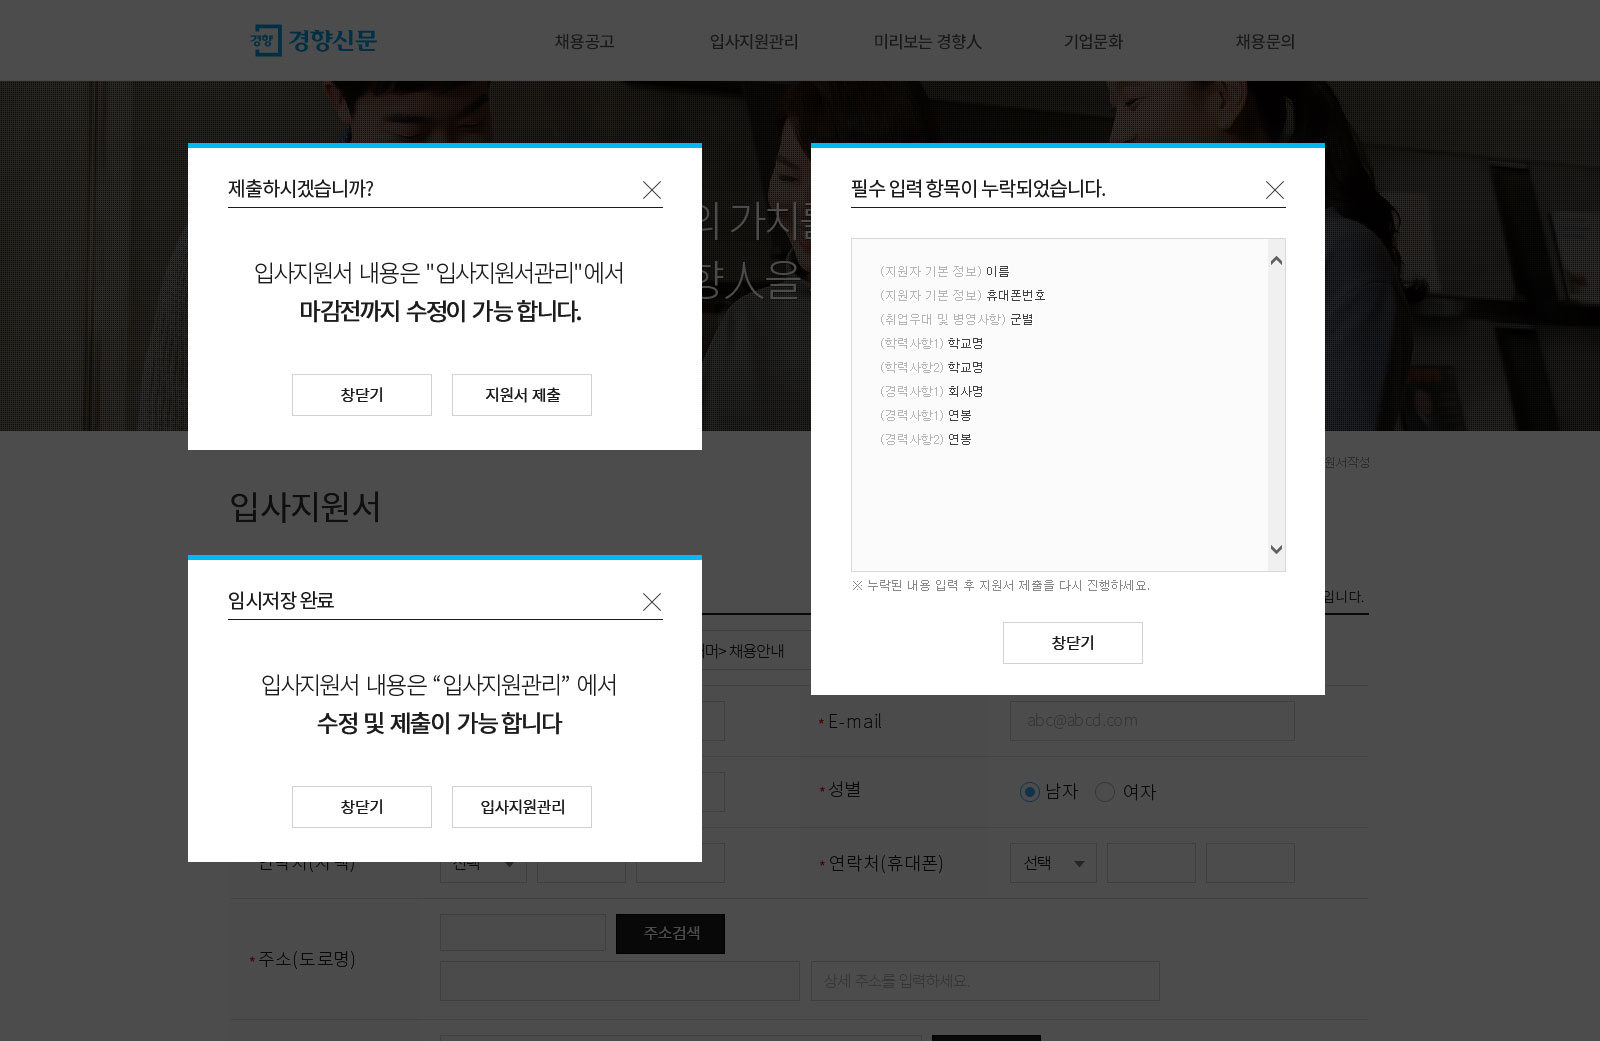 경향 경향신문
채용공고
입사지원관리
미리보는 경향人
기업문화
채용문의
의 가치를
향人을
제출하시겠습니까?
입사지원서 내용은 "입사지원서관리"에서
마감전까지 수정이 가능 합니다.
창닫기
지원서 제출
필수 입력 항목이 누락되었습니다.
(지원자 기본 정보) 이름
(지원자 기본 정보) 휴대폰번호
(취업우대 및 병영사항) 군별
(학력사항1) 학교명
(학력사항2) 학교명
(경력사항1) 회사명
(경력사항1) 연봉
(경력사항2) 연봉
※ 누락된 내용 입력 후 지원서 제출을 다시 진행하세요.
창닫기
원서작성
입사지원서
입니다.
임시저장 완료
입사지원서 내용은 “입사지원관리” 에서
수정 및 제출이 가능 합니다
창닫기
입사지원관리
> 채용안내
* E-mail
abc@abcd.com
* 성별
남자
여자
선택
* 연락처(휴대폰)
선택
* 주소(도로명)
주소검색
상세 주소를 입력하세요.